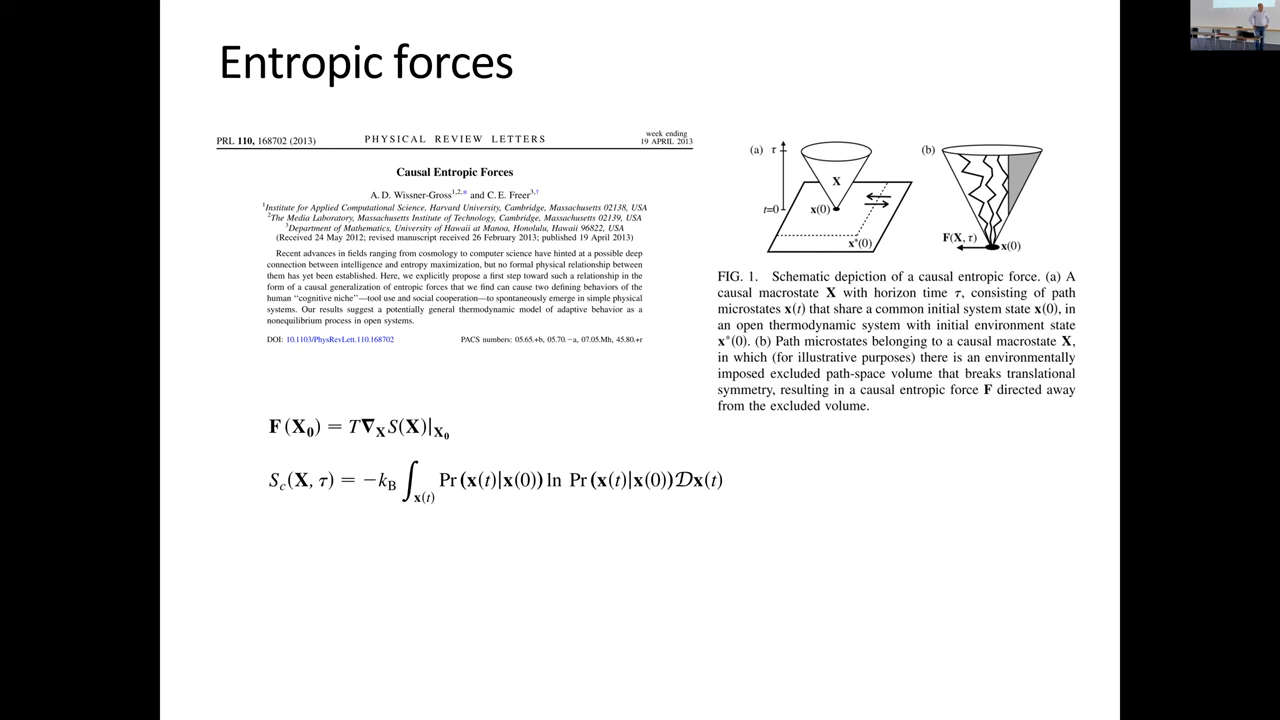 Entropic forces
PRL 110, 168702 (2013)
PHYSICAL REVIEW LETTERS
week ending
19 APRIL 2013
Causal Entropic Forces
A. D. Wissner-Gross1,2,* and C. E. Freer3,†
1Institute for Applied Computational Science, Harvard University, Cambridge, Massachusetts 02138, USA
2The Media Laboratory, Massachusetts Institute of Technology, Cambridge, Massachusetts 02139, USA
3Department of Mathematics, University of Hawaii at Manoa, Honolulu, Hawaii 96822, USA
(Received 24 May 2012; revised manuscript received 26 February 2013; published 19 April 2013)
Recent advances in fields ranging from cosmology to computer science have hinted at a possible deep
connection between intelligence and entropy maximization, but no formal physical relationship between
them has yet been established. Here, we explicitly propose a first step toward such a relationship in the
form of a causal generalization of entropic forces that we find can cause two defining behaviors of the
human “cognitive niche”—tool use and social cooperation—to spontaneously emerge in simple physical
systems. Our results suggest a potentially general thermodynamic model of adaptive behavior as a
nonequilibrium process in open systems.
DOI: 10.1103/PhysRevLett.110.168702
PACS numbers: 05.65.+b, 05.70.−a, 07.05.Mh, 45.80.+r
F(X₀) = T∇_X S(X)|_X₀
S_c(X, τ) = −k_B ∫_x(t) Pr(x(t)|x(0)) ln Pr(x(t)|x(0)) 𝒟x(t)
(a) τ
X
t=0
x(0)
x*(0)
(b)
F(X, τ)
x(0)
FIG. 1. Schematic depiction of a causal entropic force. (a) A
causal macrostate X with horizon time τ, consisting of path
microstates x(t) that share a common initial system state x(0), in
an open thermodynamic system with initial environment state
x*(0). (b) Path microstates belonging to a causal macrostate X,
in which (for illustrative purposes) there is an environmentally
imposed excluded path-space volume that breaks translational
symmetry, resulting in a causal entropic force F directed away
from the excluded volume.